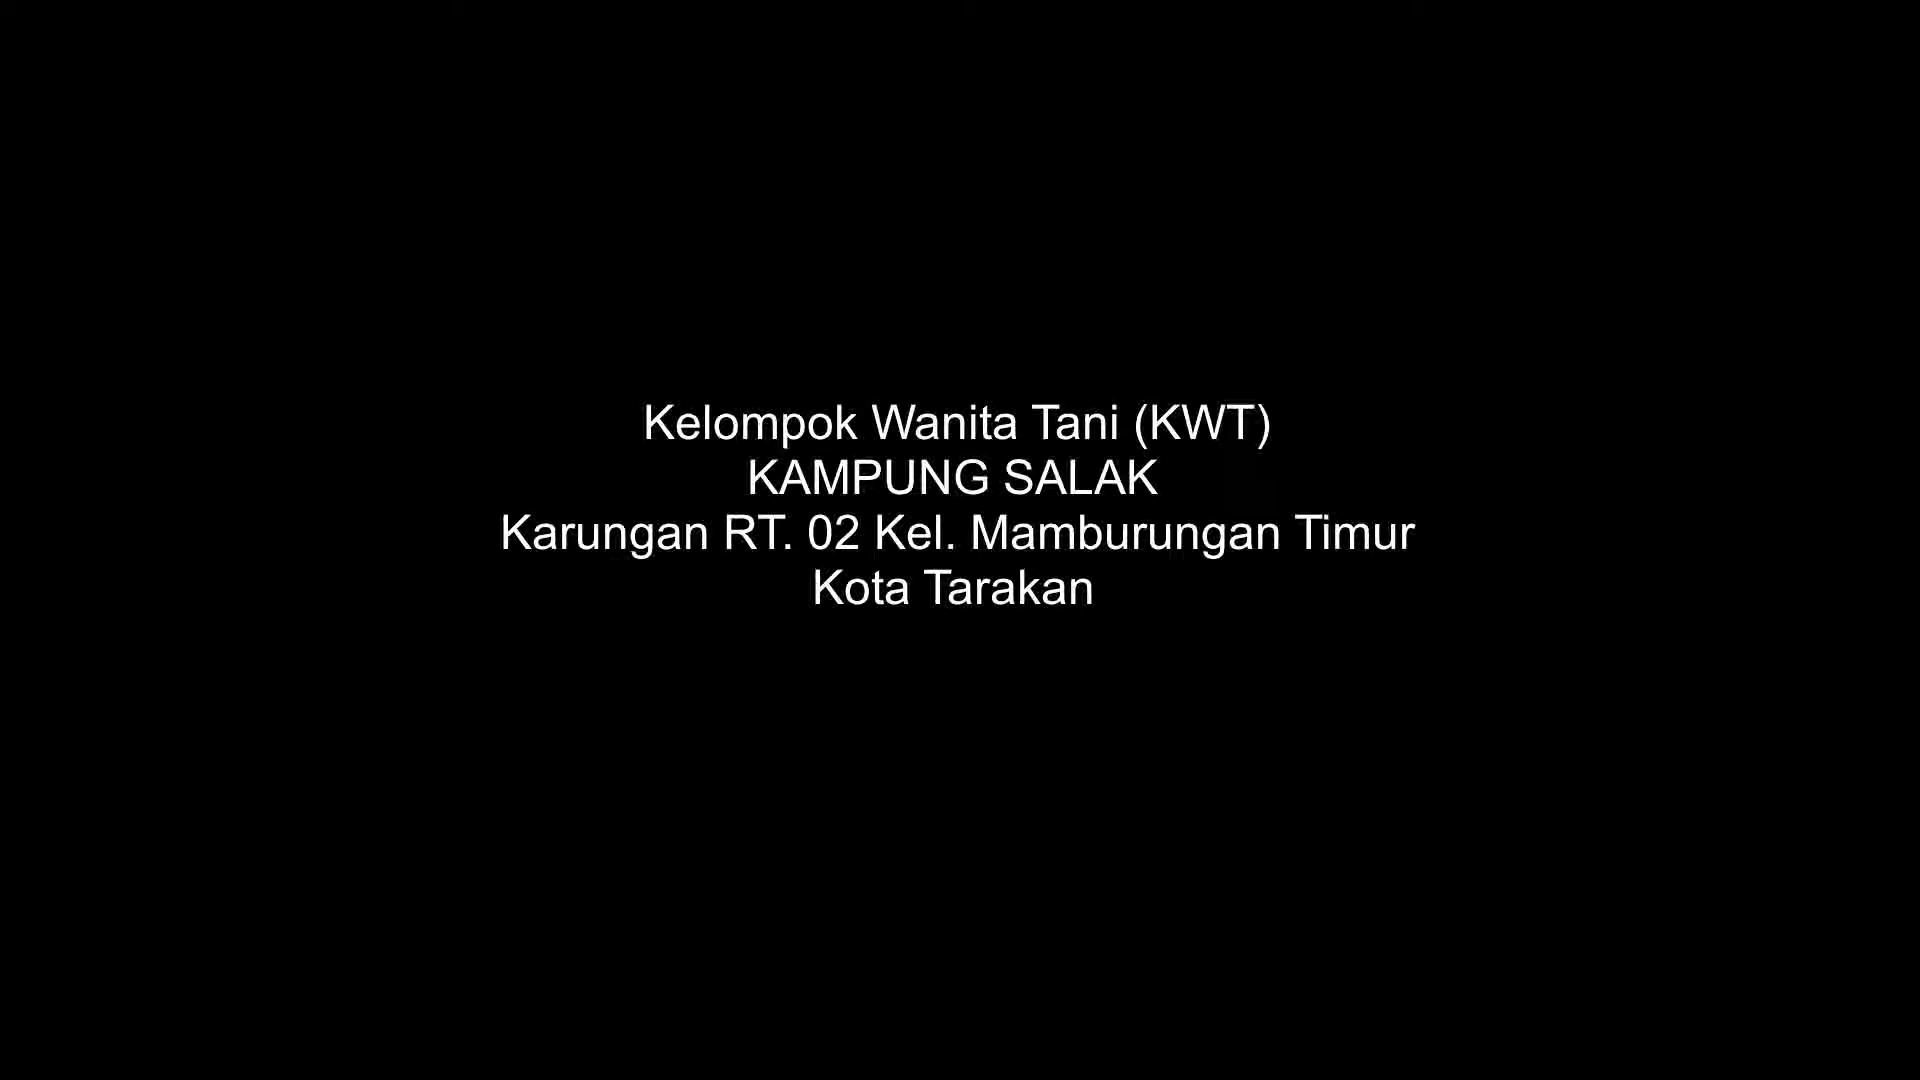 Kelompok Wanita Tani (KWT)
KAMPUNG SALAK
Karungan RT. 02 Kel. Mamburungan Timur
Kota Tarakan